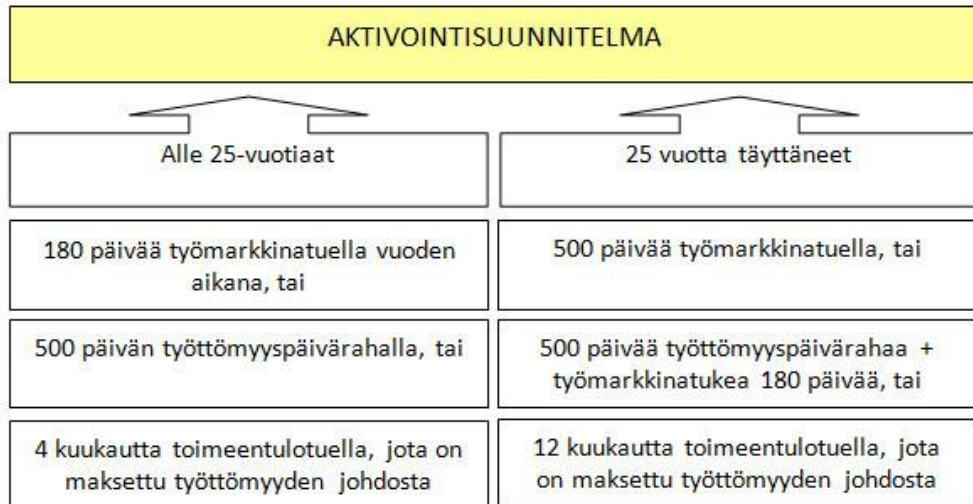 AKTIVOINTISUUNNITELMA
Alle 25-vuotiaat
25 vuotta täyttäneet
180 päivää työmarkkinatuella vuoden
aikana, tai
500 päivää työmarkkinatuella, tai
500 päivän työttömyyspäivärahalla, tai
500 päivää työttömyyspäivärahaa +
työmarkkinatukea 180 päivää, tai
4 kuukautta toimeentulotuella, jota on
maksettu työttömyyden johdosta
12 kuukautta toimeentulotuella, jota
on maksettu työttömyyden johdosta